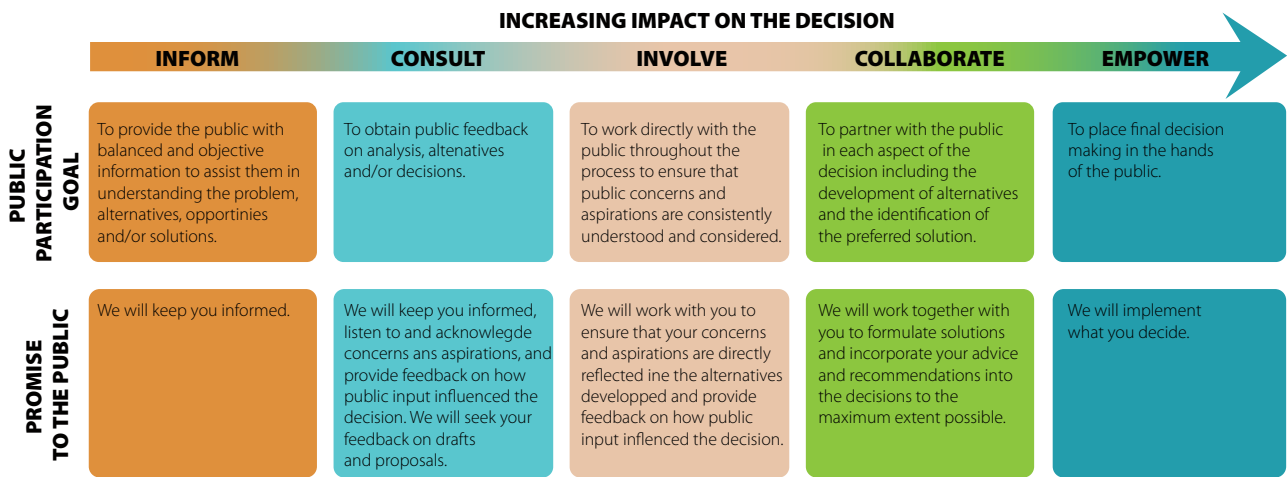 INCREASING IMPACT ON THE DECISION
INFORM
CONSULT
INVOLVE
COLLABORATE
EMPOWER
PUBLIC
PARTICIPATION
GOAL
To provide the public with
balanced and objective
information to assist them in
understanding the problem,
alternatives, opportinies
and/or solutions.
To obtain public feedback
on analysis, altenatives
and/or decisions.
To work directly with the
public throughout the
process to ensure that
public concerns and
aspirations are consistently
understood and considered.
To partner with the public
in each aspect of the
decision including the
development of alternatives
and the identification of
the preferred solution.
To place final decision
making in the hands
of the public.
PROMISE
TO THE PUBLIC
We will keep you informed.
We will keep you informed,
listen to and acknowlegde
concerns ans aspirations, and
provide feedback on how
public input influenced the
decision. We will seek your
feedback on drafts
and proposals.
We will work with you to
ensure that your concerns
and aspirations are directly
reflected ine the alternatives
developped and provide
feedback on how public
input inflenced the decision.
We will work together with
you to formulate solutions
and incorporate your advice
and recommendations into
the decisions to the
maximum extent possible.
We will implement
what you decide.